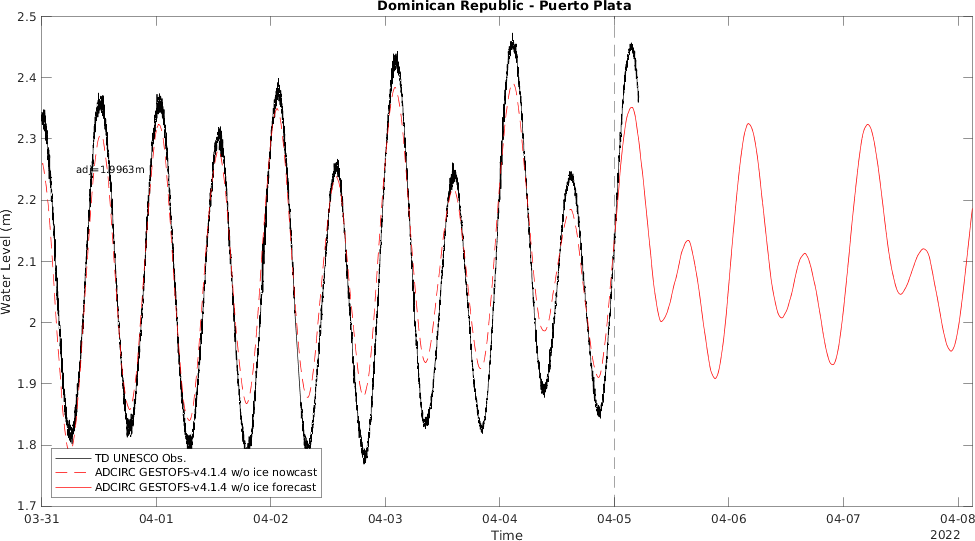 Dominican Republic - Puerto Plata
2.5
2.4
2.3
2.2
2.1
2
1.9
1.8
1.7
Water Level (m)
adj=1.9963m
TD UNESCO Obs.
ADCIRC GESTOFS-v4.1.4 w/o ice nowcast
ADCIRC GESTOFS-v4.1.4 w/o ice forecast
03-31 04-01 04-02 04-03 04-04 04-05 04-06 04-07 04-08
Time
2022